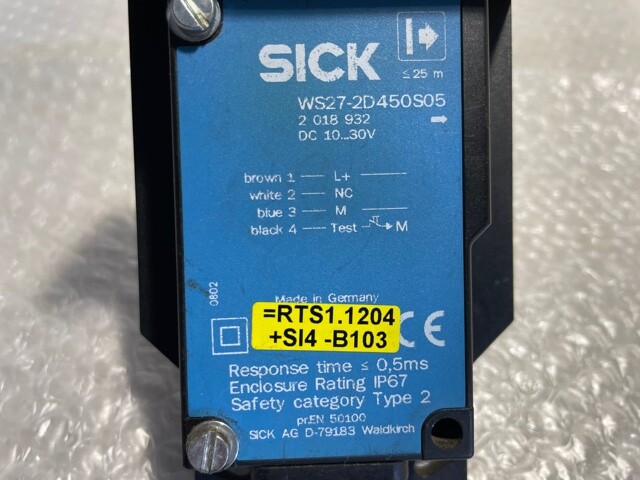 SICK
≤ 25 m
WS27-2D450S05
2 018 932
DC 10...30V
brown 1 L+
white 2 NC
blue 3 M
black 4 Test M
0802
Made in Germany
=RTS1.1204
+SI4 -B103
CE
Response time ≤ 0,5ms
Enclosure Rating IP67
Safety category Type 2
prEN 50100
SICK AG D-79183 Waldkirch